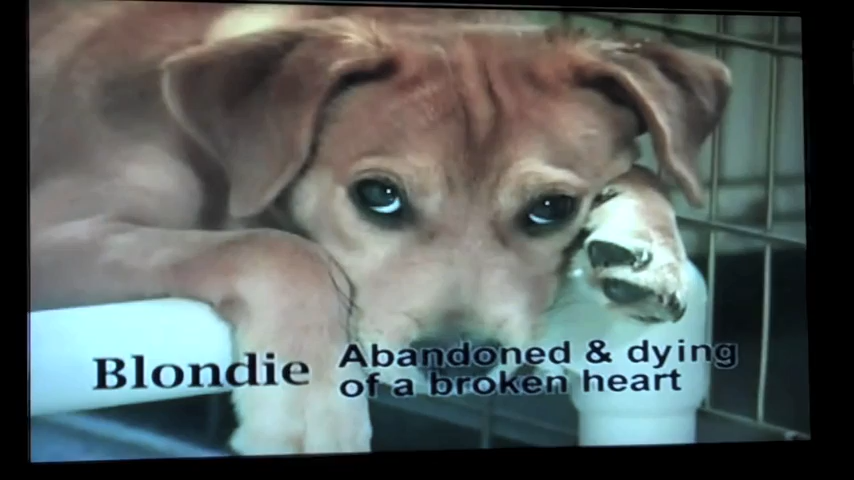 Blondie
Abandoned & dying
of a broken heart